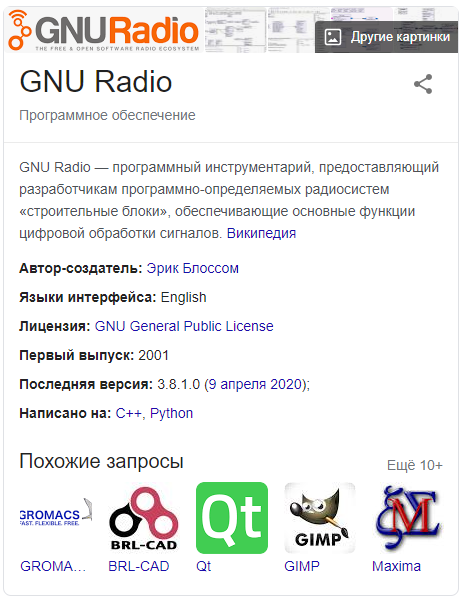 GNURadio
THE FREE & OPEN SOFTWARE RADIO ECOSYSTEM
Другие картинки
GNU Radio
Программное обеспечение
GNU Radio — программный инструментарий, предоставляющий
разработчикам программно-определяемых радиосистем
«строительные блоки», обеспечивающие основные функции
цифровой обработки сигналов. Википедия
Автор-создатель: Эрик Блоссом
Языки интерфейса: English
Лицензия: GNU General Public License
Первый выпуск: 2001
Последняя версия: 3.8.1.0 (9 апреля 2020);
Написано на: C++, Python
Похожие запросы
Ещё 10+
GROMACS
FAST. FLEXIBLE. FREE.
BRL-CAD
Qt
GIMP
GROMA...
BRL-CAD
Qt
GIMP
Maxima